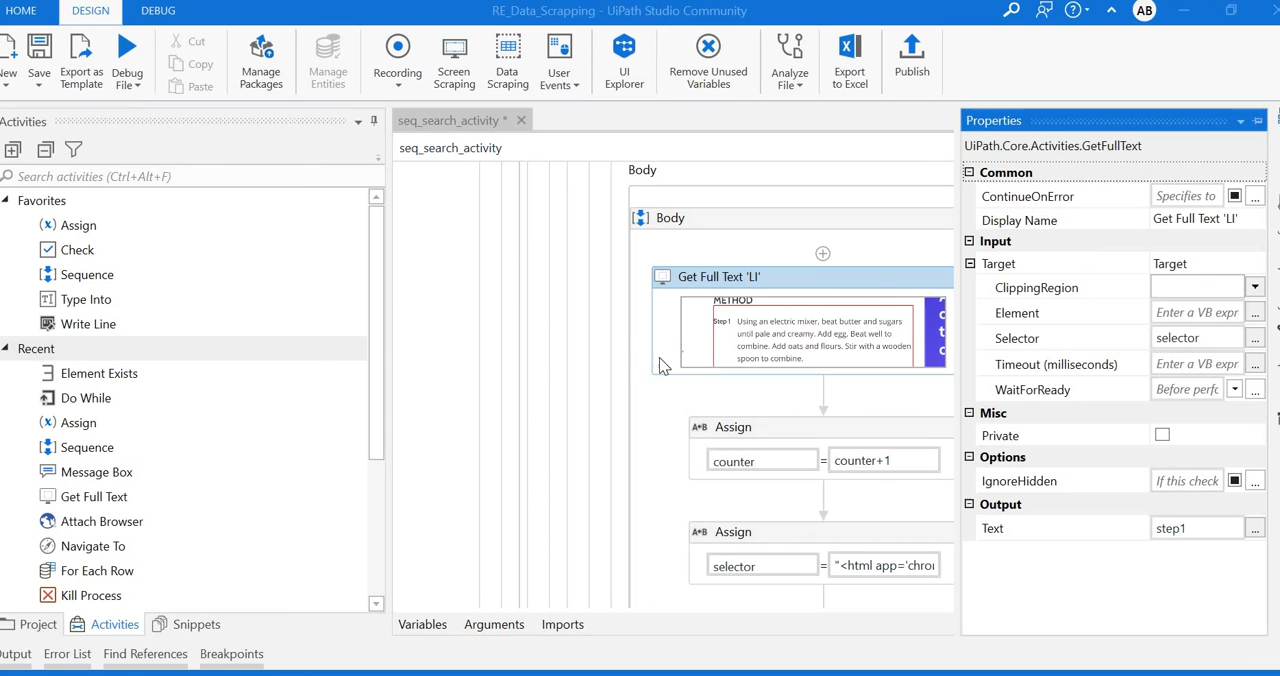 HOME DESIGN DEBUG RE_Data_Scrapping - UiPath Studio Community AB
New Save Export as Template Debug File Cut Copy Paste Manage Packages Manage Entities Recording Screen Scraping Data Scraping User Events UI Explorer Remove Unused Variables Analyze File Export to Excel Publish
Activities
Search activities (Ctrl+Alt+F)
Favorites
(x) Assign
Check
Sequence
Type Into
Write Line
Recent
Element Exists
Do While
(x) Assign
Sequence
Message Box
Get Full Text
Attach Browser
Navigate To
For Each Row
Kill Process
Project Activities Snippets
seq_search_activity *
seq_search_activity
Body
Body
Get Full Text 'LI'
METHOD
Step 1 Using an electric mixer, beat butter and sugars
until pale and creamy. Add egg. Beat well to
combine. Add oats and flours. Stir with a wooden
spoon to combine.
A*B Assign
counter = counter+1
A*B Assign
selector = "<html app='chro
Variables Arguments Imports
Properties
UiPath.Core.Activities.GetFullText
Common
ContinueOnError Specifies to ...
Display Name Get Full Text 'LI'
Input
Target Target
ClippingRegion
Element Enter a VB expr ...
Selector selector ...
Timeout (milliseconds) Enter a VB expr ...
WaitForReady Before perfo ...
Misc
Private
Options
IgnoreHidden If this check ...
Output
Text step1 ...
Output Error List Find References Breakpoints